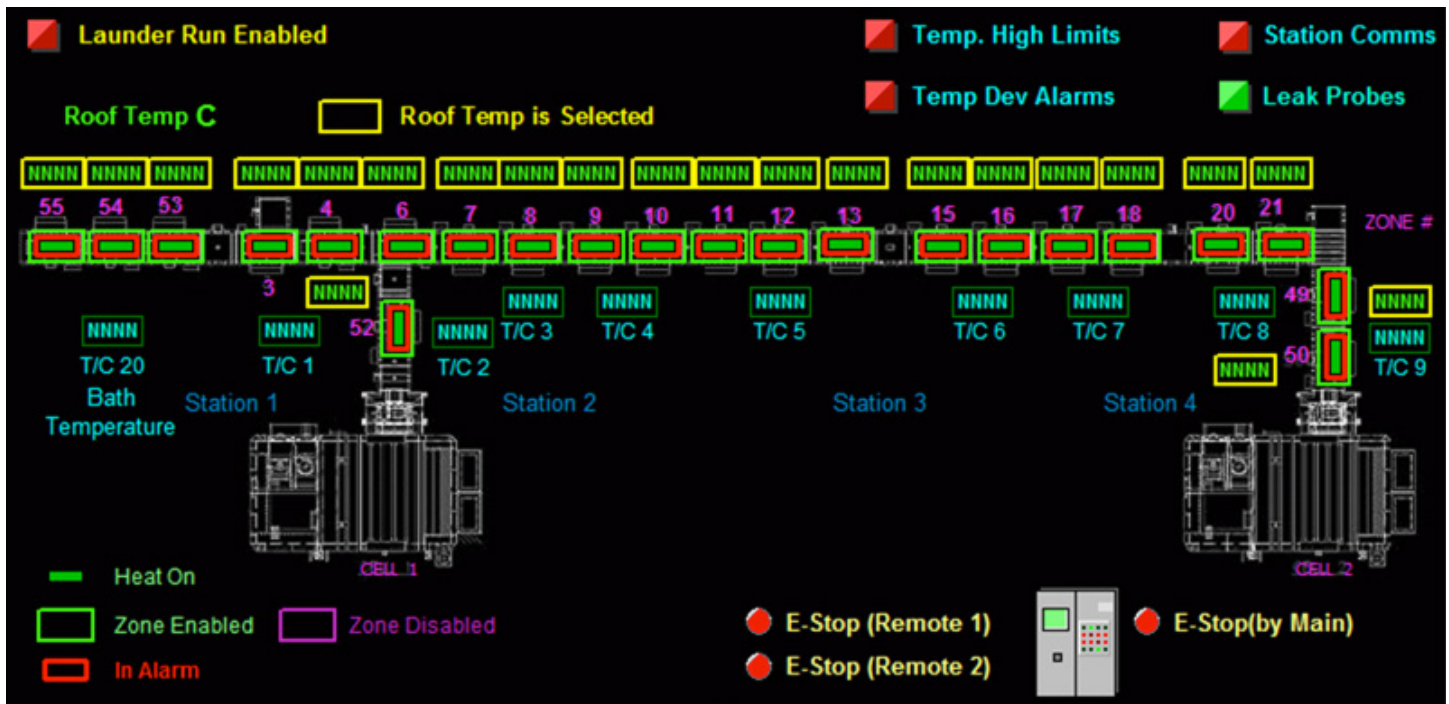 Launder Run Enabled
Temp. High Limits
Station Comms
Temp Dev Alarms
Leak Probes
Roof Temp C
Roof Temp is Selected
NNNN NNNN NNNN NNNN NNNN NNNN NNNN NNNN NNNN NNNN NNNN NNNN NNNN NNNN NNNN NNNN NNNN NNNN NNNN
55 54 53 4 6 7 8 9 10 11 12 13 15 16 17 18 20 21
ZONE #
3
NNNN
52
NNNN
T/C 20
Bath
Temperature
NNNN
T/C 1
NNNN
T/C 2
NNNN
T/C 3
NNNN
T/C 4
NNNN
T/C 5
NNNN
T/C 6
NNNN
T/C 7
NNNN
T/C 8
49
NNNN
50
NNNN
NNNN
T/C 9
Station 1
Station 2
Station 3
Station 4
CELL 1
CELL 2
Heat On
Zone Enabled
Zone Disabled
In Alarm
E-Stop (Remote 1)
E-Stop (Remote 2)
E-Stop(by Main)